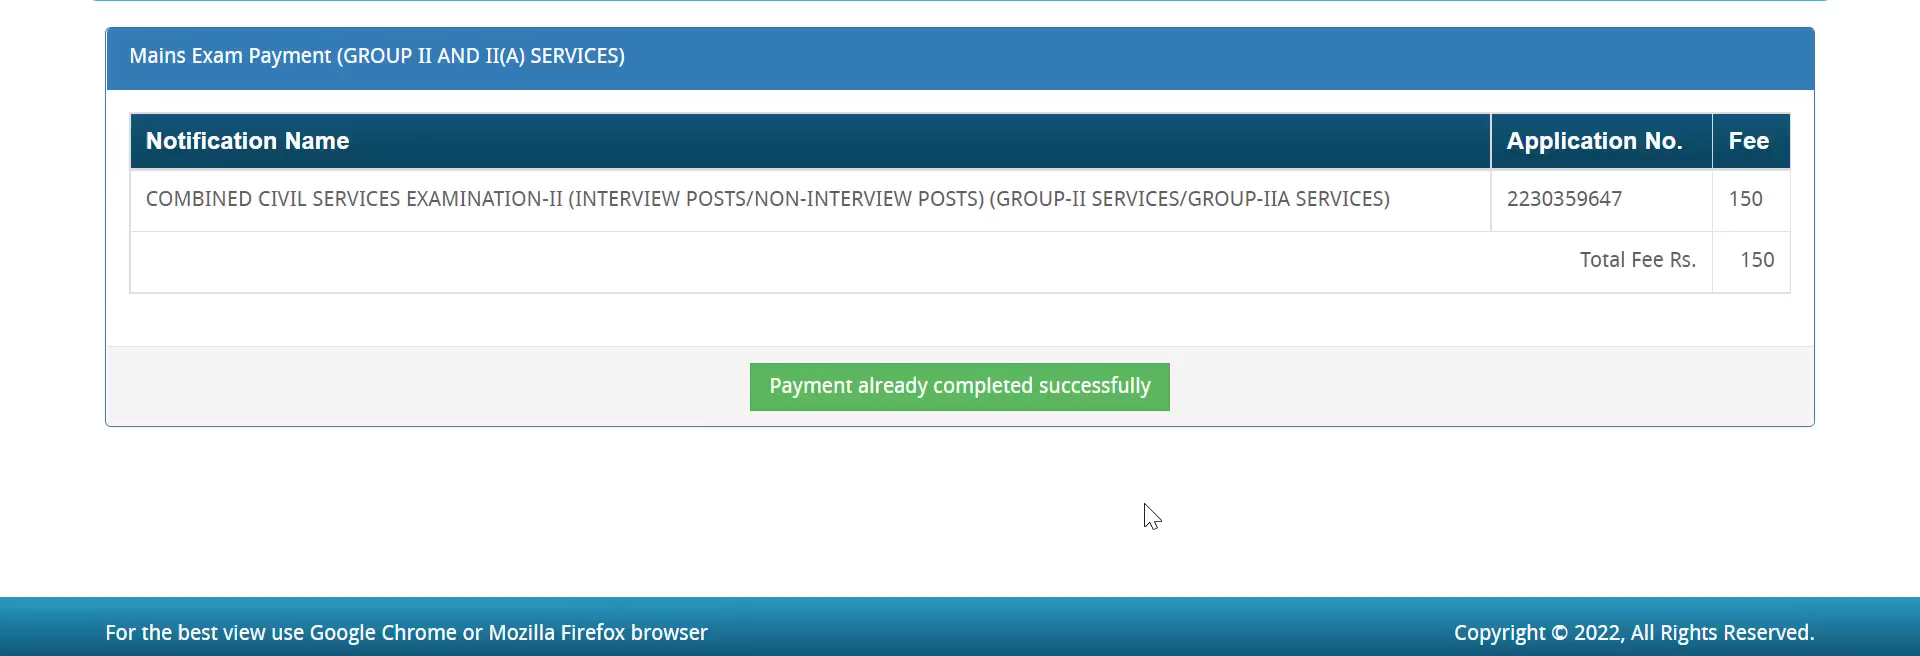 Mains Exam Payment (GROUP II AND II(A) SERVICES)
Notification Name Application No. Fee
COMBINED CIVIL SERVICES EXAMINATION-II (INTERVIEW POSTS/NON-INTERVIEW POSTS) (GROUP-II SERVICES/GROUP-IIA SERVICES) 2230359647 150
Total Fee Rs. 150
Payment already completed successfully
For the best view use Google Chrome or Mozilla Firefox browser Copyright © 2022, All Rights Reserved.